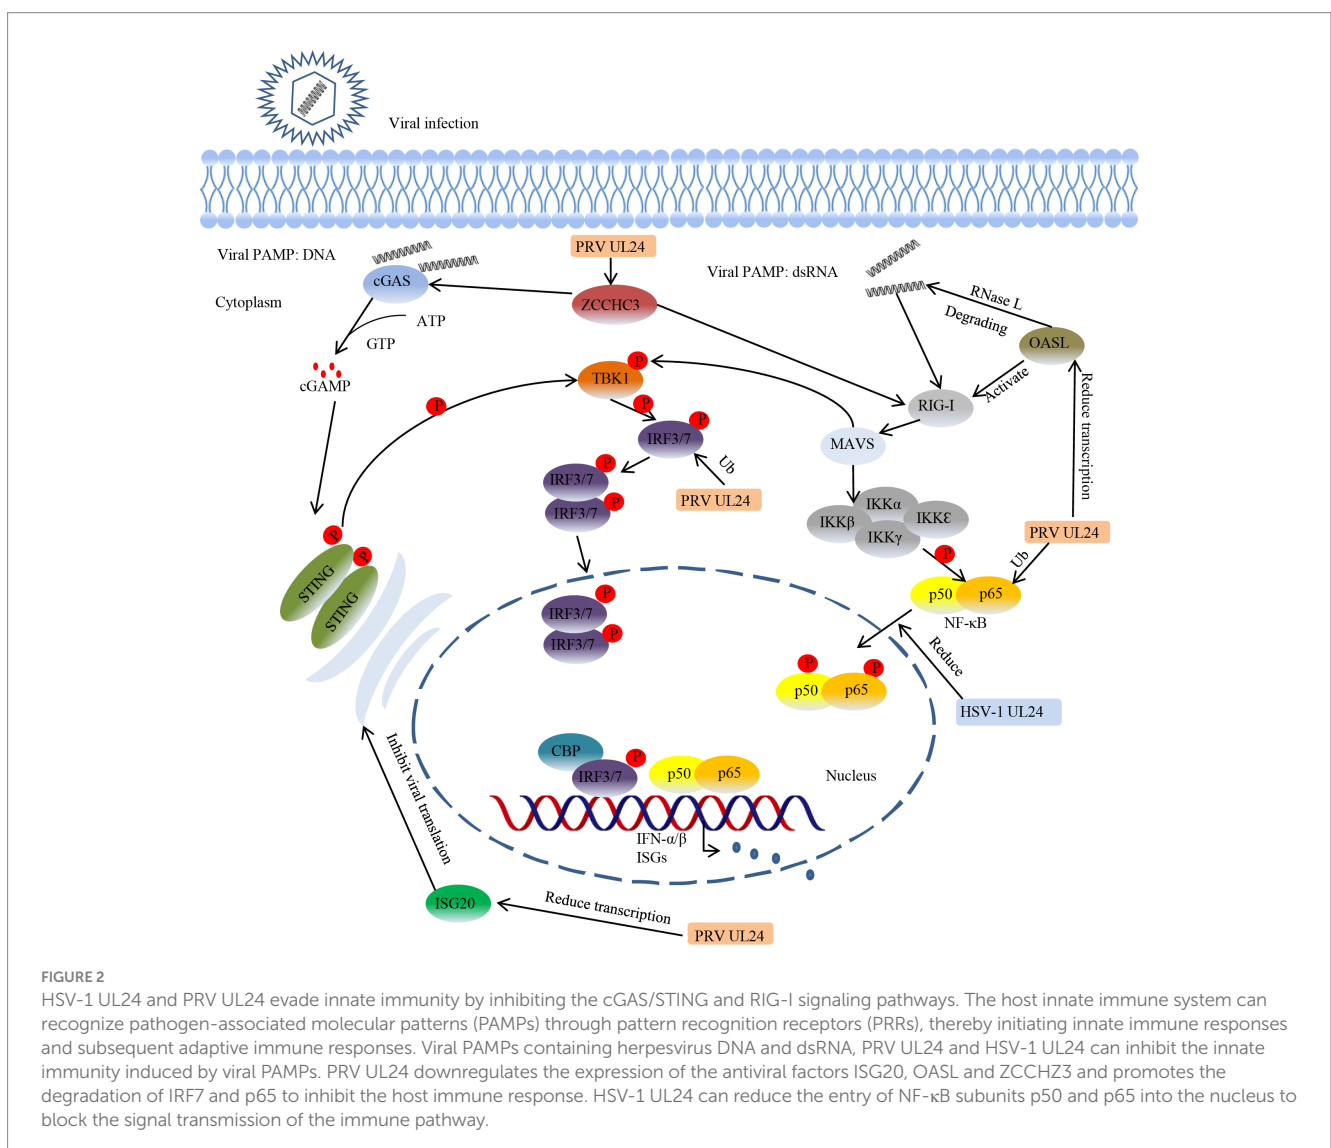 Viral infection
Viral PAMP: DNA
PRV UL24
Viral PAMP: dsRNA
cGAS
Cytoplasm
ZCCHC3
RNase L
Degrading
ATP
GTP
OASL
cGAMP
TBK1
P
P
P
P
Activate
Reduce transcription
RIG-I
IRF3/7
P
MAVS
Ub
IRF3/7
P
IRF3/7
P
PRV UL24
IKKα
IKKβ
IKKƐ
IKKγ
PRV UL24
Ub
P
P
P
STING
STING
p50
p65
NF-κB
IRF3/7
P
IRF3/7
P
Reduce
P
P
p50
p65
HSV-1 UL24
CBP
P
IRF3/7
p50
p65
Nucleus
Inhibit viral translation
IFN-α/β
ISGs
ISG20
Reduce transcription
PRV UL24
FIGURE 2
HSV-1 UL24 and PRV UL24 evade innate immunity by inhibiting the cGAS/STING and RIG-I signaling pathways. The host innate immune system can
recognize pathogen-associated molecular patterns (PAMPs) through pattern recognition receptors (PRRs), thereby initiating innate immune responses
and subsequent adaptive immune responses. Viral PAMPs containing herpesvirus DNA and dsRNA, PRV UL24 and HSV-1 UL24 can inhibit the innate
immunity induced by viral PAMPs. PRV UL24 downregulates the expression of the antiviral factors ISG20, OASL and ZCCHZ3 and promotes the
degradation of IRF7 and p65 to inhibit the host immune response. HSV-1 UL24 can reduce the entry of NF-κB subunits p50 and p65 into the nucleus to
block the signal transmission of the immune pathway.